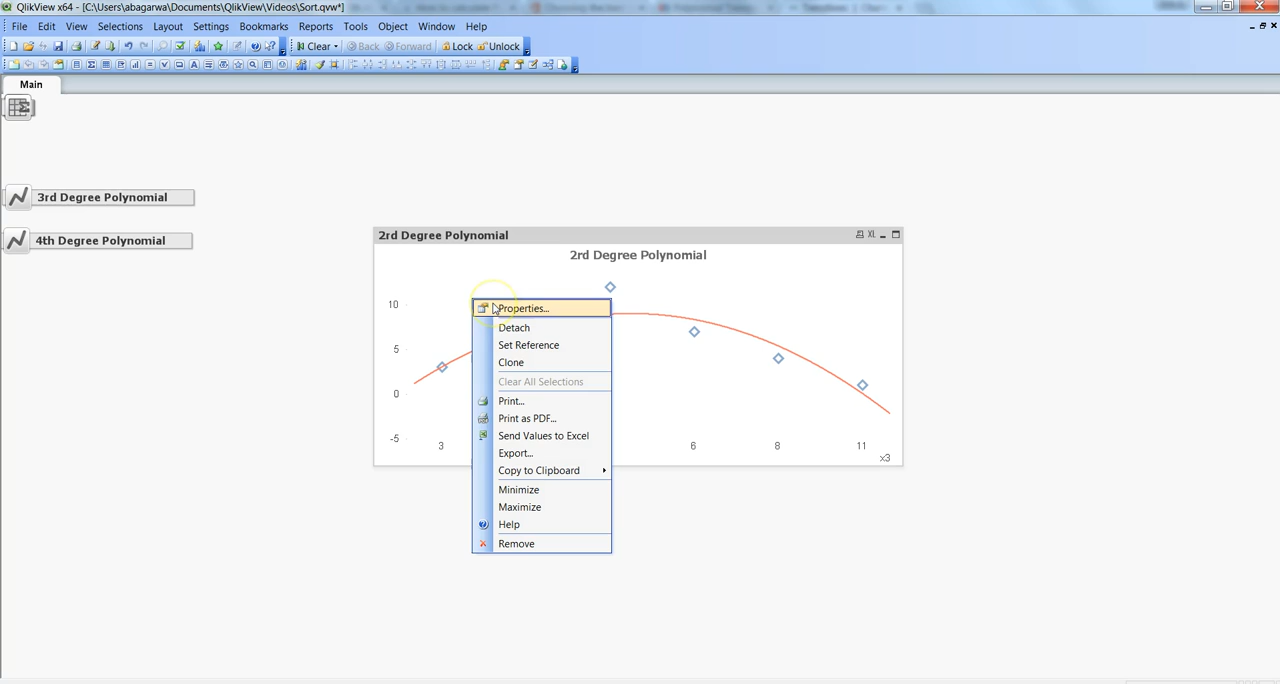 QlikView x64 - [C:\Users\abagarwa\Documents\QlikView\Videos\Sort.qvw*]
File Edit View Selections Layout Settings Bookmarks Reports Tools Object Window Help
Clear Back Forward Lock Unlock
Main
3rd Degree Polynomial
4th Degree Polynomial
2rd Degree Polynomial XL
2rd Degree Polynomial
10
5
0
-5
3 6 8 11
x3
Properties...
Detach
Set Reference
Clone
Clear All Selections
Print...
Print as PDF...
Send Values to Excel
Export...
Copy to Clipboard
Minimize
Maximize
Help
Remove